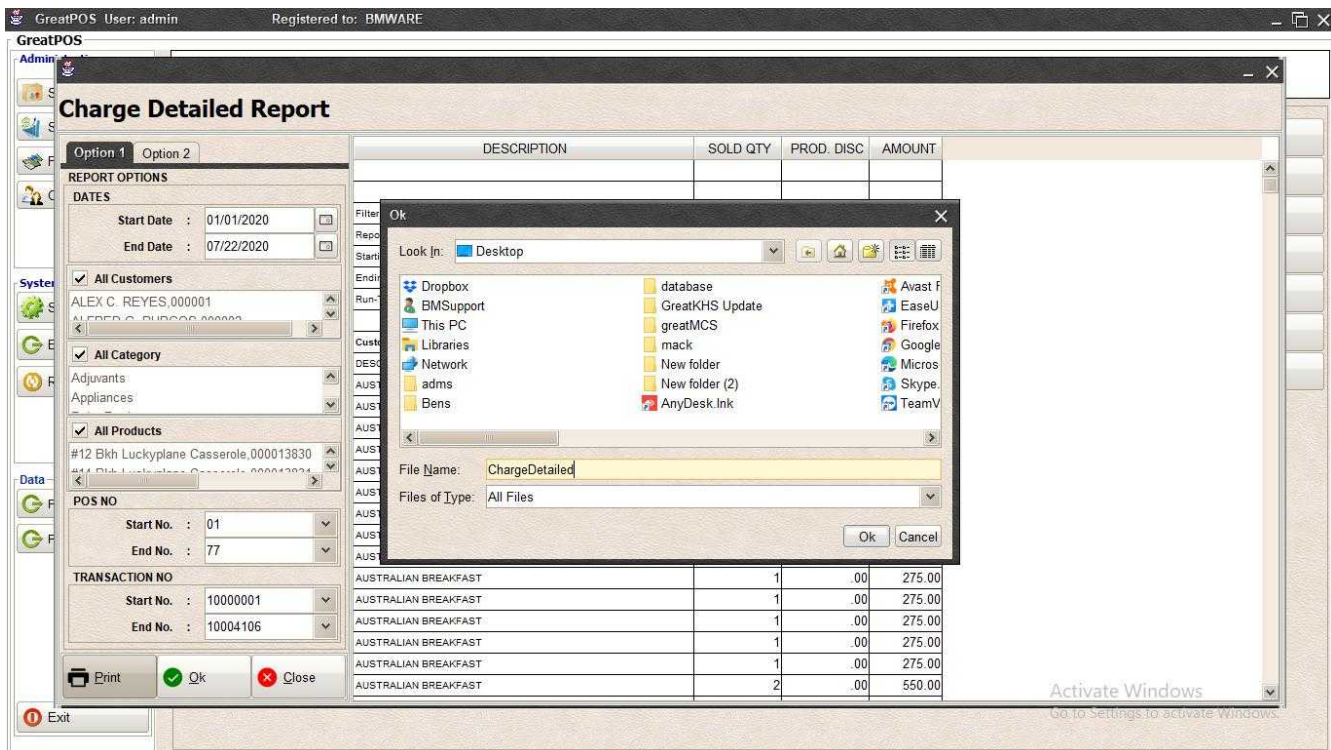 GreatPOS User: admin Registered to: BMWARE
GreatPOS
Charge Detailed Report
Option 1 Option 2
REPORT OPTIONS
DATES
Start Date : 01/01/2020
End Date : 07/22/2020
All Customers
ALEX C. REYES,000001
All Category
Adjuvants
Appliances
All Products
#12 Bkh Luckyplane Casserole,000013830
POS NO
Start No. : 01
End No. : 77
TRANSACTION NO
Start No. : 10000001
End No. : 10004106
Print Ok Close
DESCRIPTION SOLD QTY PROD. DISC AMOUNT
Ok
Look In: Desktop
Dropbox database Avast F
BMSupport GreatKHS Update EaseU
This PC greatMCS Firefox
Libraries mack Google
Network New folder Micros
adms New folder (2) Skype.
Bens AnyDesk.lnk TeamV
File Name: ChargeDetailed
Files of Type: All Files
Ok Cancel
AUSTRALIAN BREAKFAST 1 .00 275.00
AUSTRALIAN BREAKFAST 1 .00 275.00
AUSTRALIAN BREAKFAST 1 .00 275.00
AUSTRALIAN BREAKFAST 1 .00 275.00
AUSTRALIAN BREAKFAST 1 .00 275.00
AUSTRALIAN BREAKFAST 2 .00 550.00
Exit
Activate Windows
Go to Settings to activate Windows.